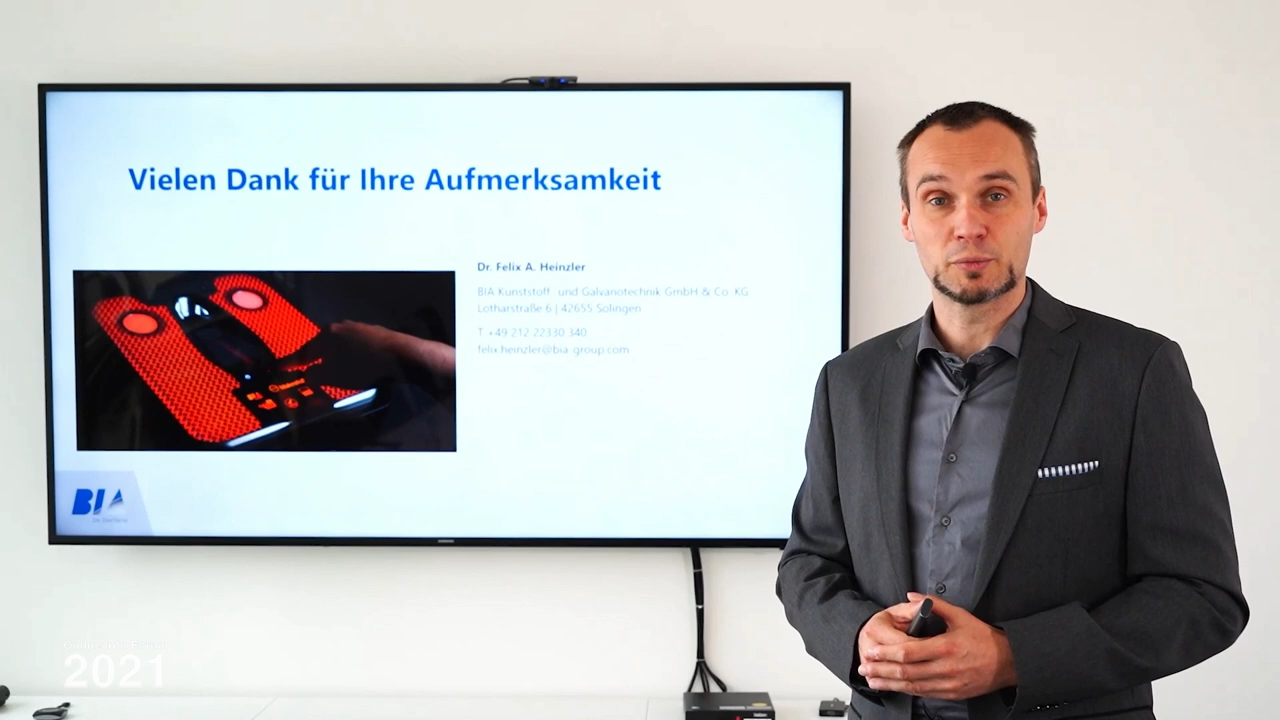 Vielen Dank für Ihre Aufmerksamkeit
Dr. Felix A. Heinzler
BIA Kunststoff- und Galvanotechnik GmbH & Co. KG
Lotharstraße 6 | 42655 Solingen
T +49 212 22330 340
felix.heinzler@bia-group.com
BIA
2021